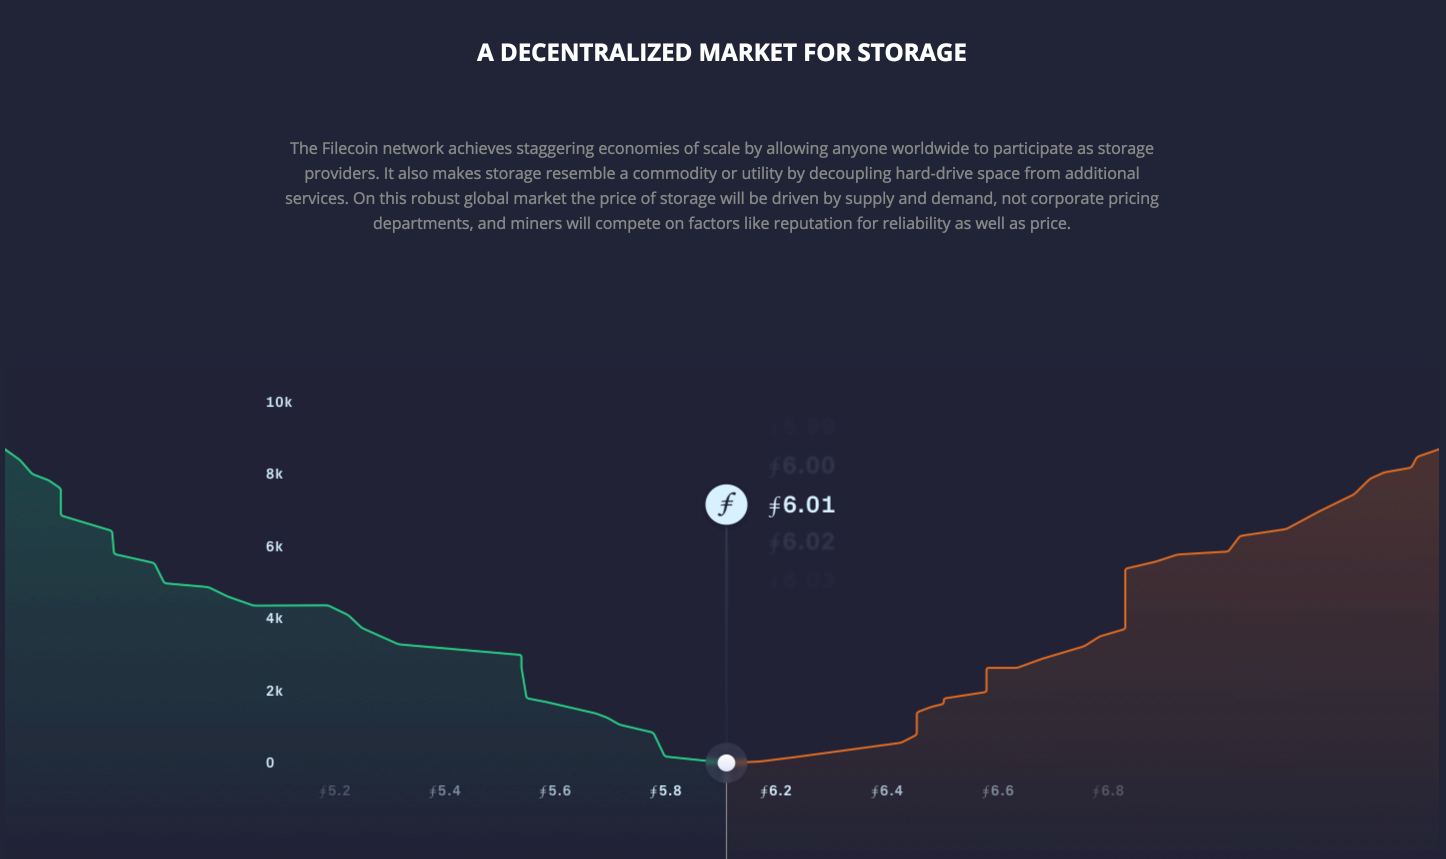 A DECENTRALIZED MARKET FOR STORAGE
The Filecoin network achieves staggering economies of scale by allowing anyone worldwide to participate as storage
providers. It also makes storage resemble a commodity or utility by decoupling hard-drive space from additional
services. On this robust global market the price of storage will be driven by supply and demand, not corporate pricing
departments, and miners will compete on factors like reputation for reliability as well as price.
10k
8k
6k
4k
2k
0
⨎6.00
ƒ
⨎6.01
⨎6.02
⨎6.03
⨎5.2
⨎5.4
⨎5.6
⨎5.8
⨎6.2
⨎6.4
⨎6.6
⨎6.8